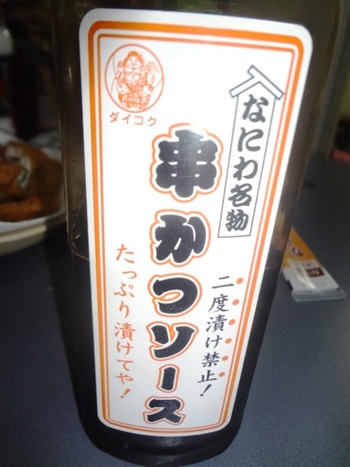 ダイコク
なにわ名物
串かつソース
二度漬け禁止!
たっぷり漬けてや!